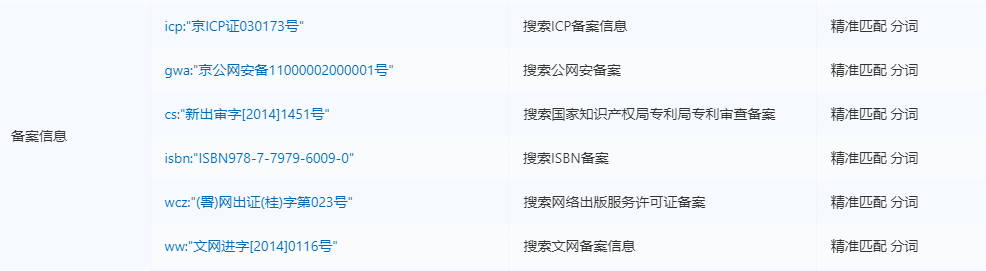 icp:"京ICP证030173号" 搜索ICP备案信息 精准匹配 分词
gwa:"京公网安备11000002000001号" 搜索公网安备案 精准匹配 分词
cs:"新出审字[2014]1451号" 搜索国家知识产权局专利局专利审查备案 精准匹配 分词
备案信息
isbn:"ISBN978-7-7979-6009-0" 搜索ISBN备案 精准匹配 分词
wcz:"(署)网出证(桂)字第023号" 搜索网络出版服务许可证备案 精准匹配 分词
ww:"文网进字[2014]0116号" 搜索文网备案信息 精准匹配 分词